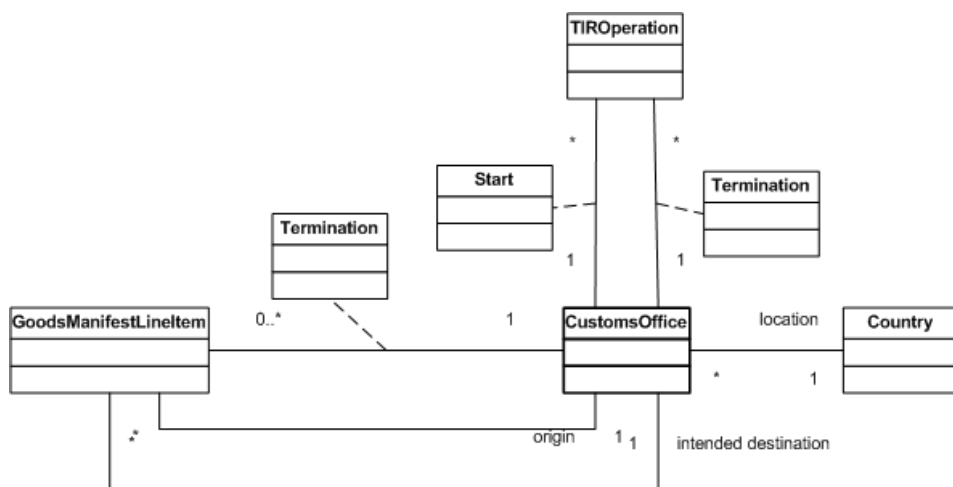 TIROperation
* *
Start
Termination
Termination
1 1
GoodsManifestLineItem
0..*
1
CustomsOffice
location
Country
* 1
**
origin
1
1
intended destination